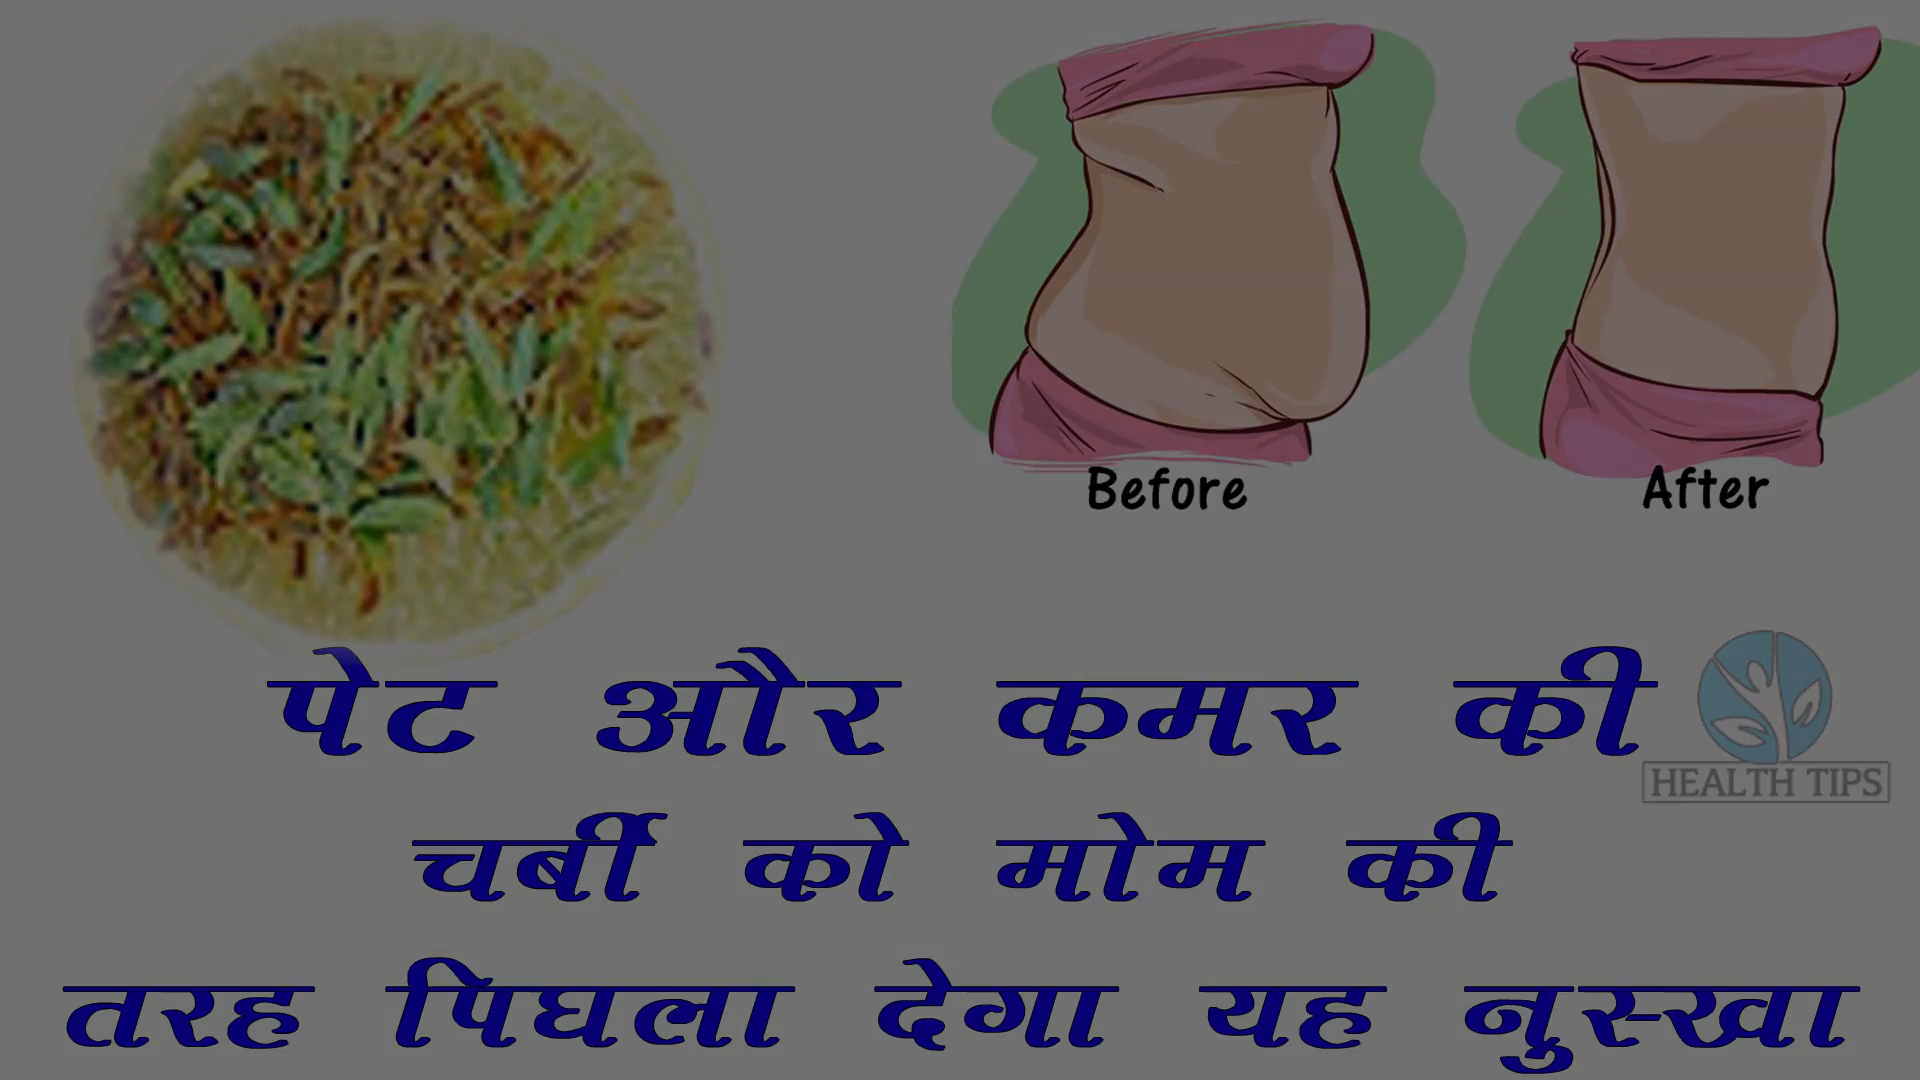 Before
After
पेट और कमर की
HEALTH TIPS
चर्बी को मोम की
तरह पिघला देगा यह नुस्खा